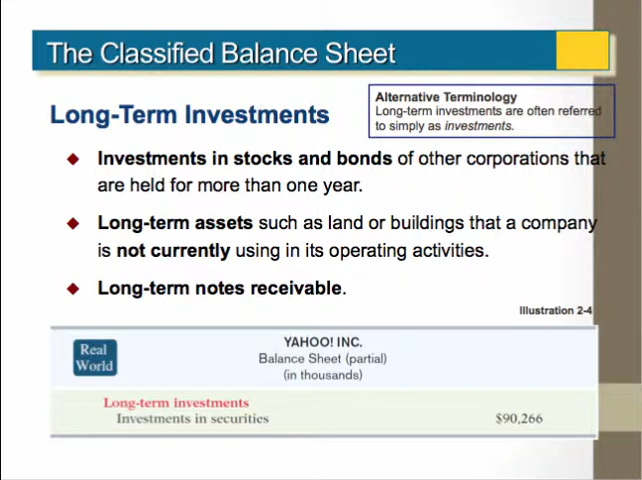 The Classified Balance Sheet
Alternative Terminology
Long-term investments are often referred
to simply as investments.
Long-Term Investments
Investments in stocks and bonds of other corporations that
are held for more than one year.
Long-term assets such as land or buildings that a company
is not currently using in its operating activities.
Long-term notes receivable.
Illustration 2-4
Real
World
YAHOO! INC.
Balance Sheet (partial)
(in thousands)
Long-term investments
Investments in securities $90,266